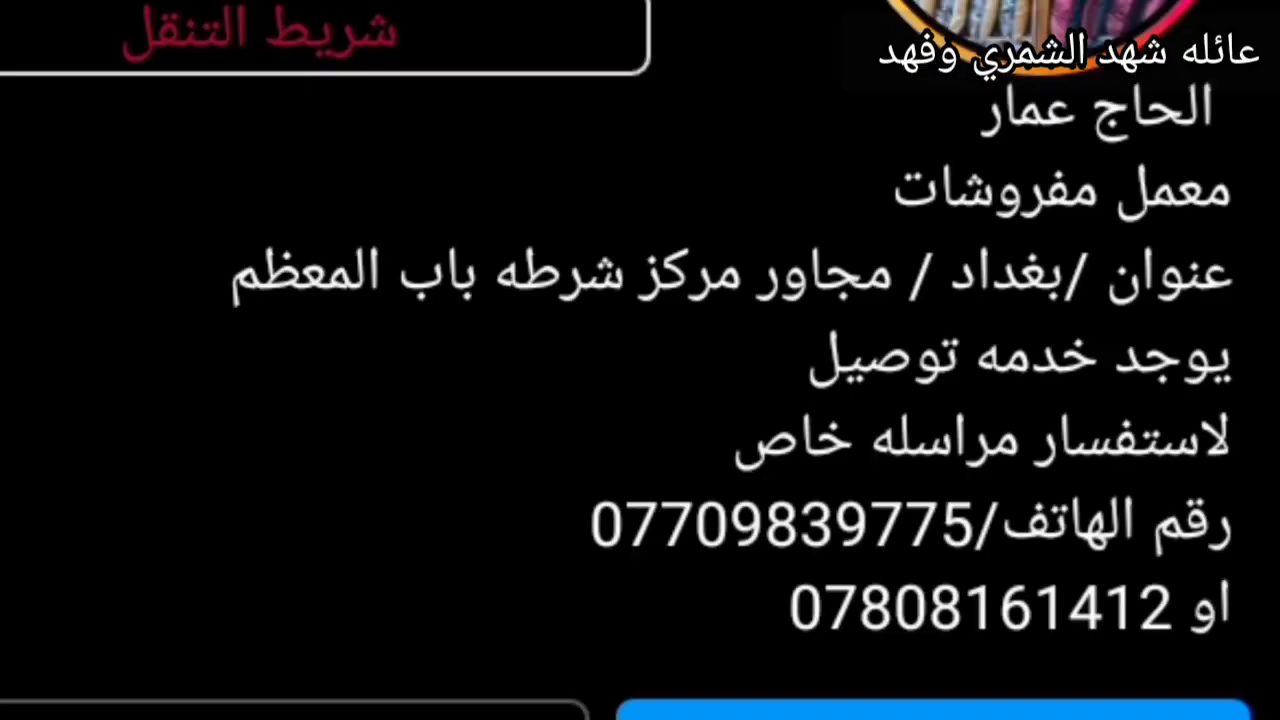 شريط التنقل
عائله شهد الشمري وفهد
الحاج عمار
معمل مفروشات
عنوان /بغداد / مجاور مركز شرطه باب المعظم
يوجد خدمه توصيل
لاستفسار مراسله خاص
رقم الهاتف/07709839775
او 07808161412